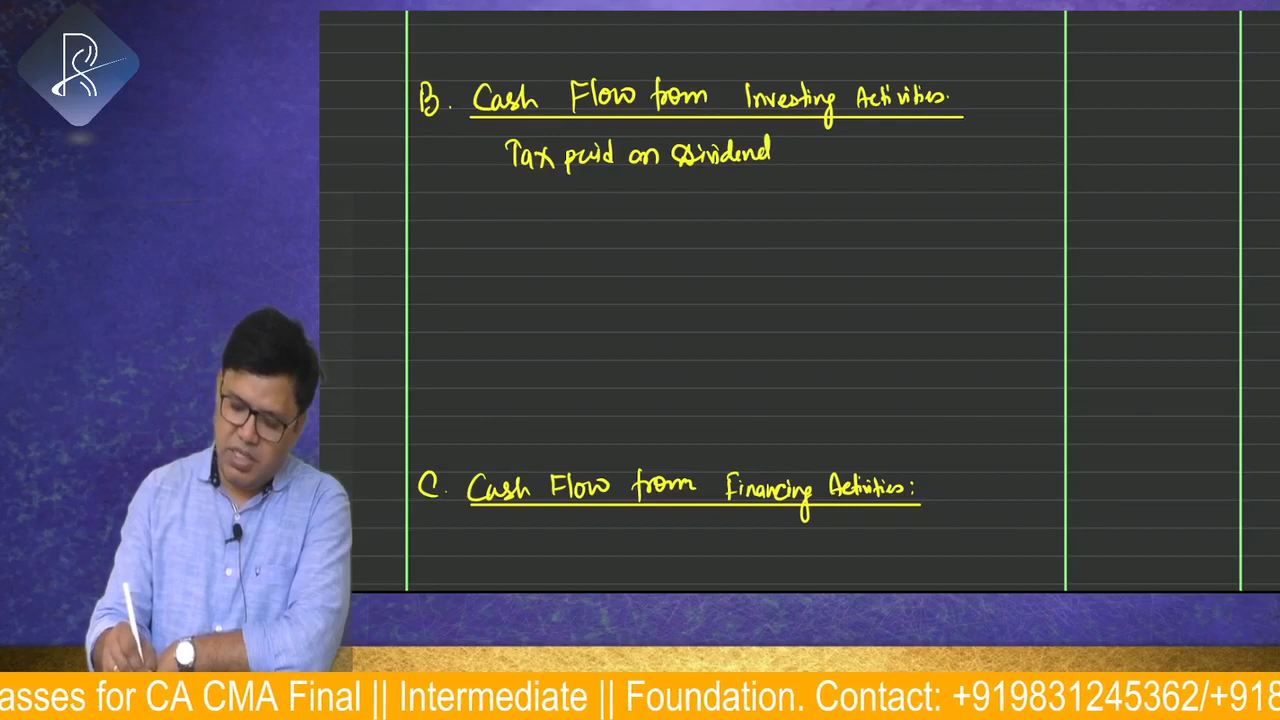 B. Cash Flow from Investing Activities.
Tax paid on Dividend
C. Cash Flow from Financing Activities:
asses for CA CMA Final || Intermediate || Foundation. Contact: +919831245362/+918